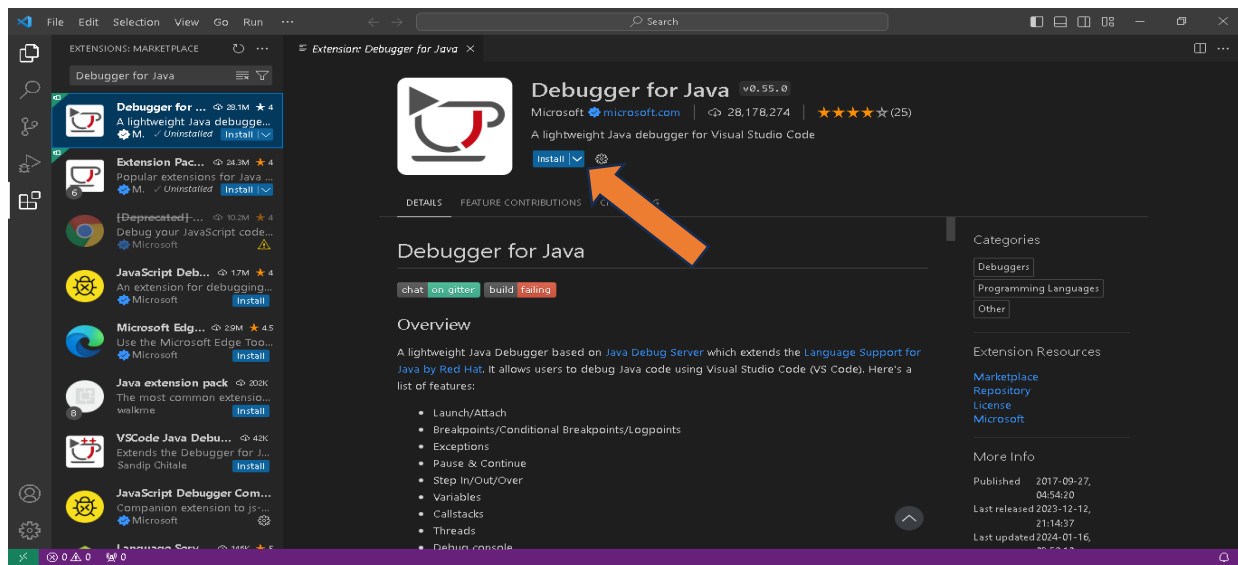 File Edit Selection View Go Run ···
Search
EXTENSIONS: MARKETPLACE
Debugger for Java
Debugger for ... 28.1M ★ 4
A lightweight Java debugge...
M. ✓ Uninstalled Install
Extension Pac... 24.3M ★ 4
Popular extensions for Java ...
6 M. ✓ Uninstalled Install
[Deprecated] ... 10.2M ★ 4
Debug your JavaScript code...
Microsoft
JavaScript Deb... 1.7M ★ 4
An extension for debugging...
Microsoft Install
Microsoft Edg... 2.9M ★ 4.5
Use the Microsoft Edge Too...
Microsoft Install
Java extension pack 202K
The most common extensio...
8 walkme Install
VSCode Java Debu... 42K
Extends the Debugger for J...
Sandip Chitale Install
JavaScript Debugger Com...
Companion extension to js-...
Microsoft
Language Serv
Extension: Debugger for Java
Debugger for Java v0.55.0
Microsoft microsoft.com | 28,178,274 | ★★★★☆(25)
A lightweight Java debugger for Visual Studio Code
Install
DETAILS FEATURE CONTRIBUTIONS
Debugger for Java
chat on gitter build failing
Overview
A lightweight Java Debugger based on Java Debug Server which extends the Language Support for
Java by Red Hat. It allows users to debug Java code using Visual Studio Code (VS Code). Here's a
list of features:
• Launch/Attach
• Breakpoints/Conditional Breakpoints/Logpoints
• Exceptions
• Pause & Continue
• Step In/Out/Over
• Variables
• Callstacks
• Threads
• Debug console
Categories
Debuggers
Programming Languages
Other
Extension Resources
Marketplace
Repository
License
Microsoft
More Info
Published 2017-09-27,
04:54:20
Last released 2023-12-12,
21:14:37
Last updated 2024-01-16,
0 0 0